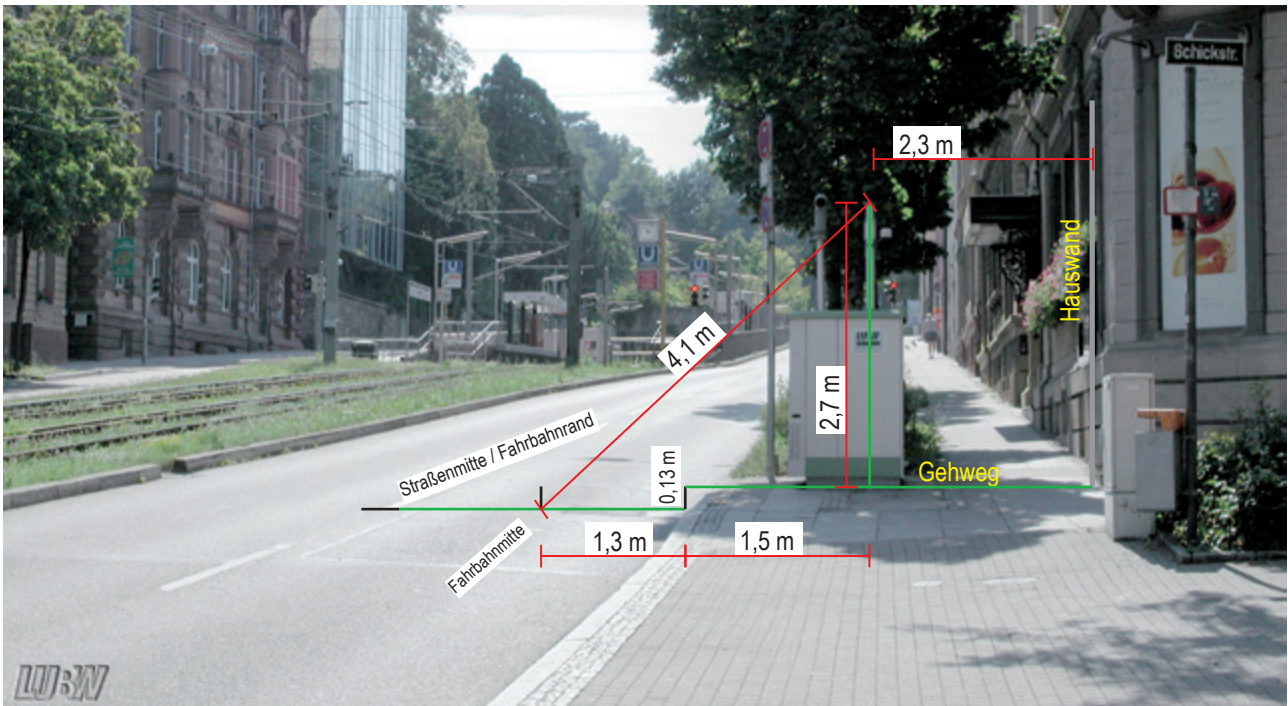 Schickstr.
2,3 m
Hauswand
U
U
4,1 m
2,7 m
LUBW
Straßenmitte / Fahrbahnrand
0,13 m
Gehweg
Fahrbahnmitte
1,3 m
1,5 m
LUBW